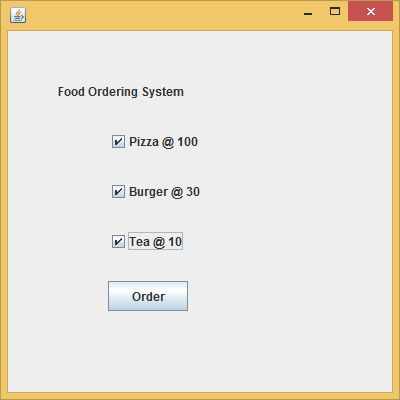 Food Ordering System
Pizza @ 100
Burger @ 30
Tea @ 10
Order